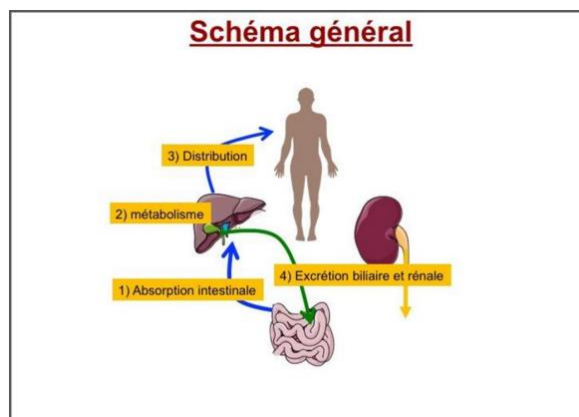 Schéma général
3) Distribution
2) métabolisme
4) Excrétion biliaire et rénale
1) Absorption intestinale